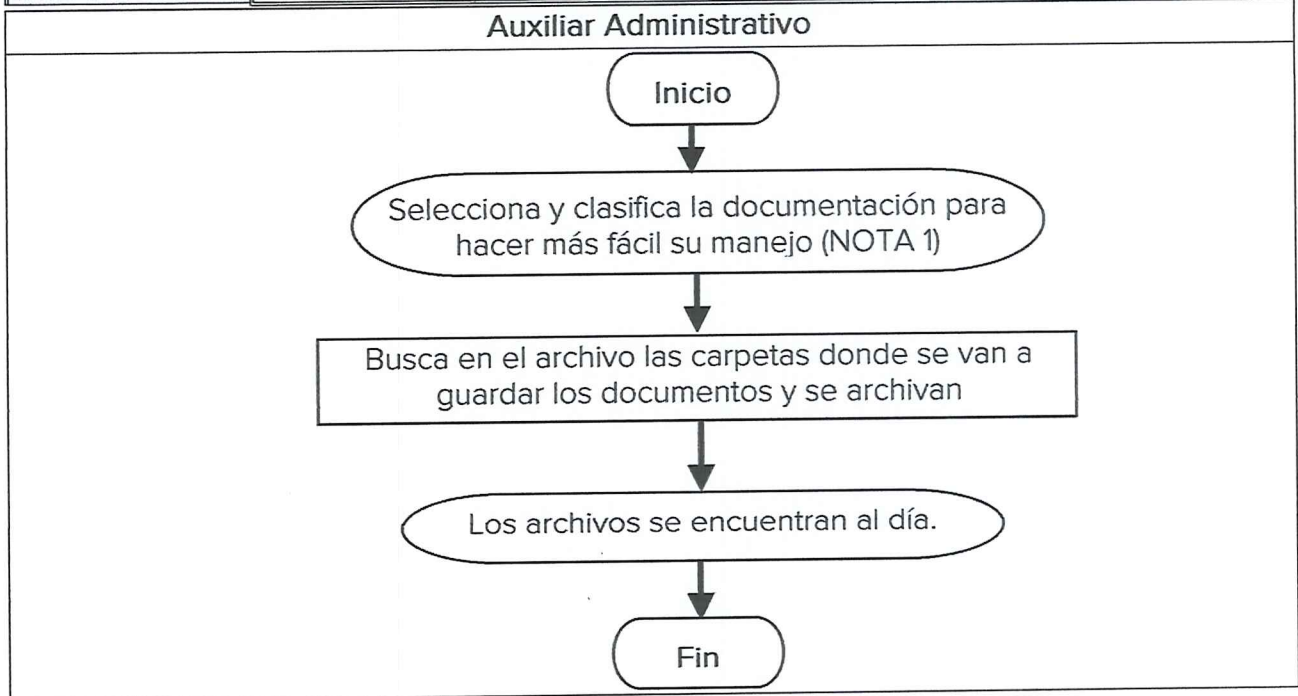 Auxiliar Administrativo
Inicio
Selecciona y clasifica la documentación para
hacer más fácil su manejo (NOTA 1)
Busca en el archivo las carpetas donde se van a
guardar los documentos y se archivan
Los archivos se encuentran al día.
Fin